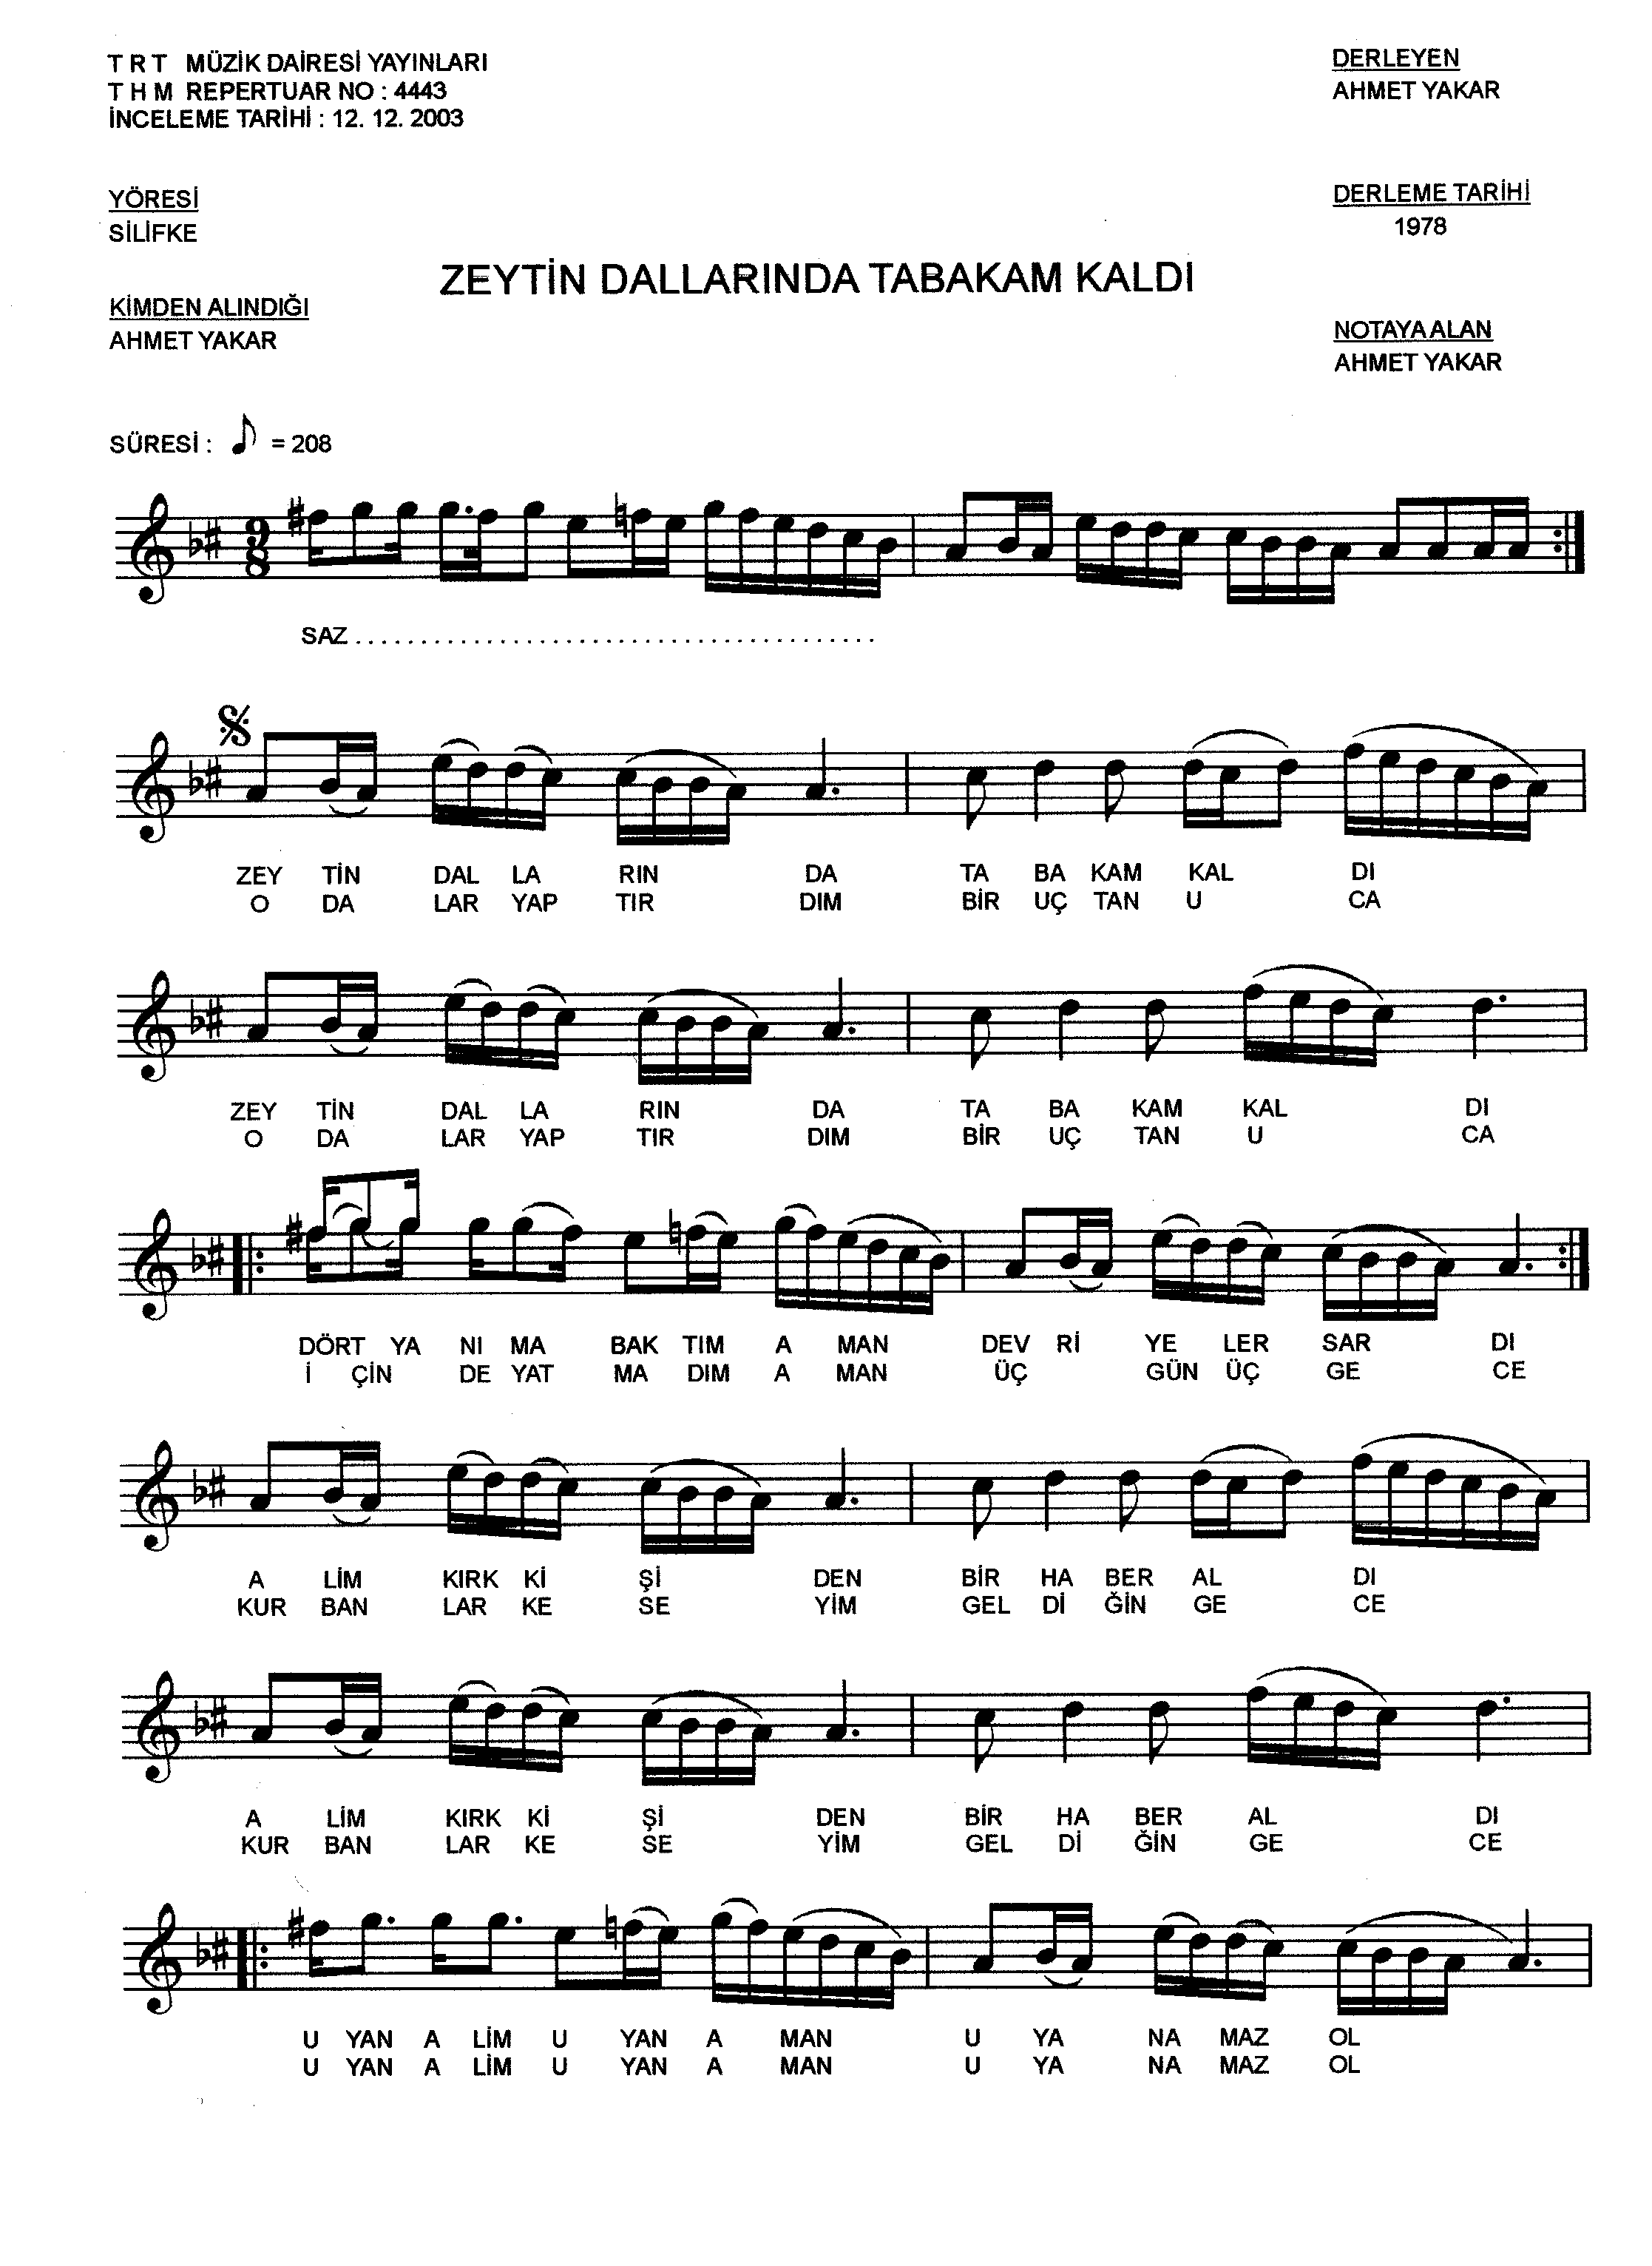 T R T MÜZİK DAİRESİ YAYINLARI
T H M REPERTUAR NO : 4443
İNCELEME TARİHİ : 12. 12. 2003
DERLEYEN
AHMET YAKAR
YÖRESİ
SİLİFKE
DERLEME TARİHİ
1978
ZEYTİN DALLARINDA TABAKAM KALDI
KİMDEN ALINDIĞI
AHMET YAKAR
NOTAYA ALAN
AHMET YAKAR
SÜRESİ : ♪ = 208
9
8
SAZ . . . . . . . . . . . . . . . . . . . . . . . . . . . . . . . . . . . . . . . .
ZEY TİN DAL LA RIN DA TA BA KAM KAL DI
O DA LAR YAP TIR DIM BİR UÇ TAN U CA
ZEY TİN DAL LA RIN DA TA BA KAM KAL DI
O DA LAR YAP TIR DIM BİR UÇ TAN U CA
DÖRT YA NI MA BAK TIM A MAN DEV Rİ YE LER SAR DI
İ ÇİN DE YAT MA DIM A MAN ÜÇ GÜN ÜÇ GE CE
A LİM KIRK Kİ Şİ DEN BİR HA BER AL DI
KUR BAN LAR KE SE YİM GEL Dİ ĞİN GE CE
A LİM KIRK Kİ Şİ DEN BİR HA BER AL DI
KUR BAN LAR KE SE YİM GEL Dİ ĞİN GE CE
U YAN A LİM U YAN A MAN U YA NA MAZ OL
U YAN A LİM U YAN A MAN U YA NA MAZ OL